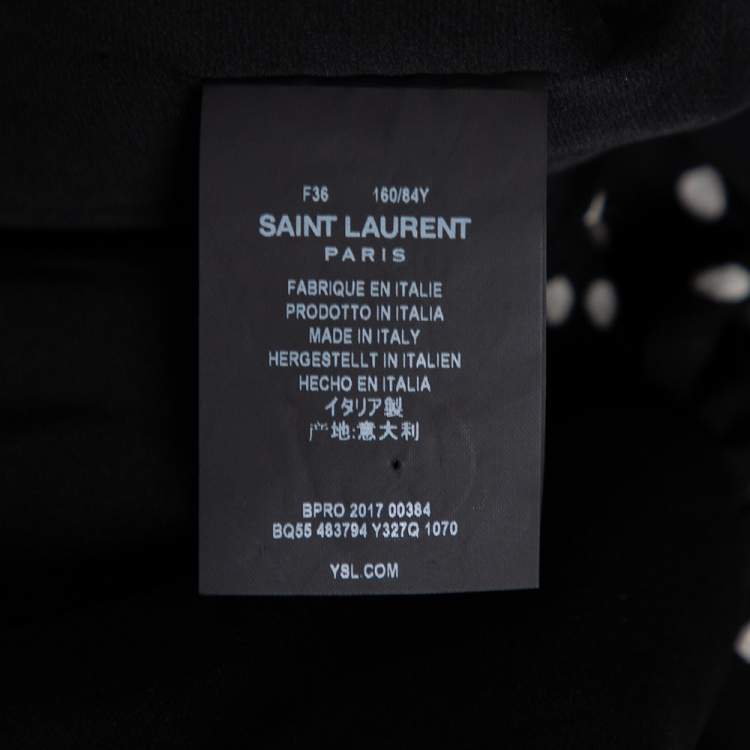 F36 160/84Y
SAINT LAURENT
PARIS
FABRIQUE EN ITALIE
PRODOTTO IN ITALIA
MADE IN ITALY
HERGESTELLT IN ITALIEN
HECHO EN ITALIA
イタリア製
产地:意大利
BPRO 2017 00384
BQ55 483794 Y327Q 1070
YSL.COM